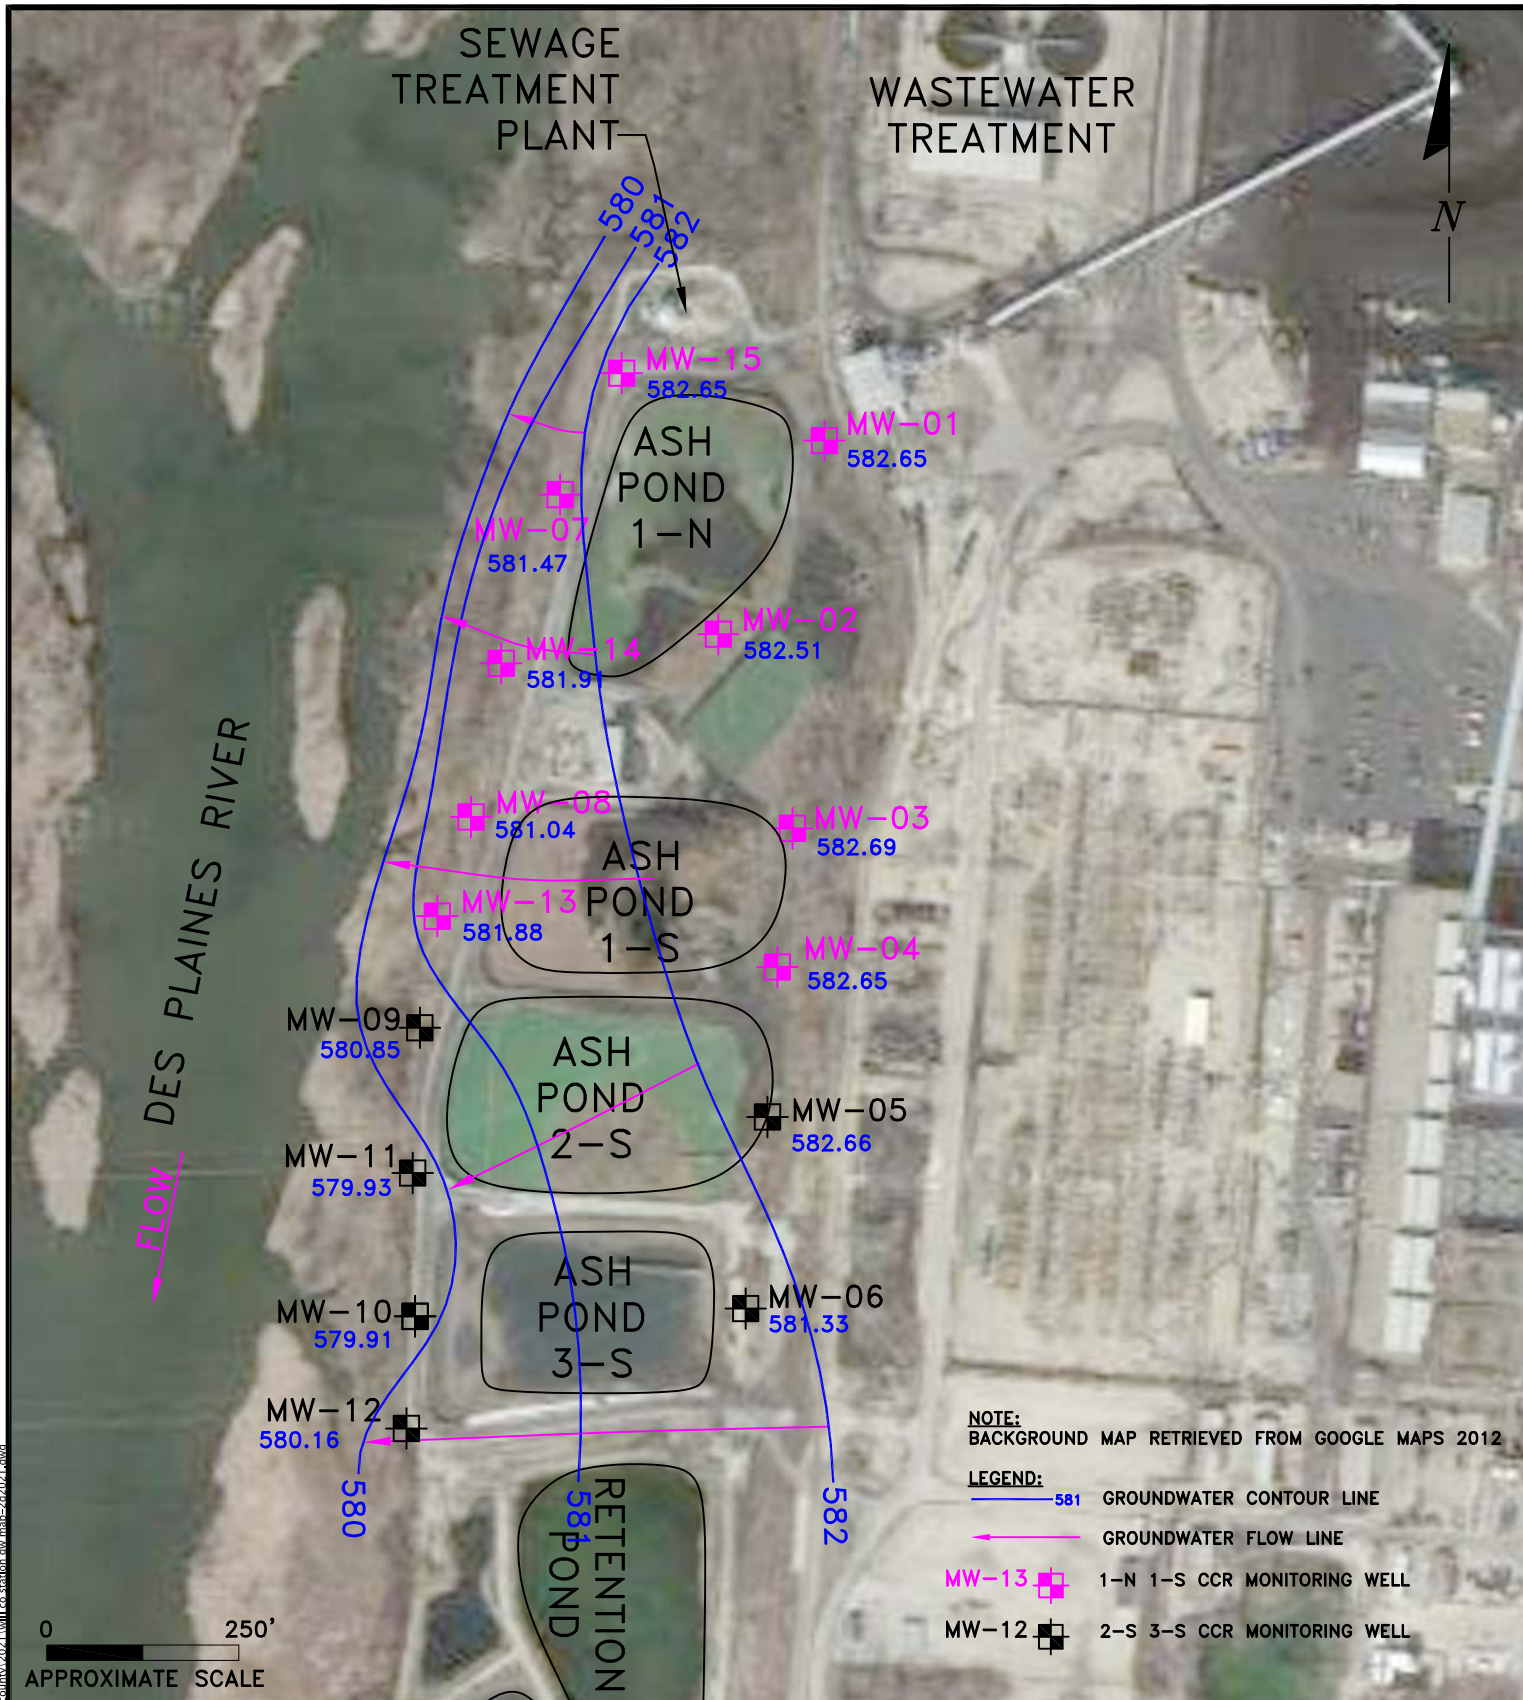 SEWAGE
TREATMENT
PLANT
WASTEWATER
TREATMENT
N
580
581
582
MW-15
582.65
MW-01
582.65
ASH
POND
1-N
MW-07
581.47
MW-02
582.51
MW-14
581.91
DES PLAINES RIVER
FLOW
MW-08
581.04
MW-03
582.69
ASH
POND
1-S
MW-13
581.88
MW-04
582.65
MW-09
580.85
ASH
POND
2-S
MW-05
582.66
MW-11
579.93
MW-10
579.91
ASH
POND
3-S
MW-06
581.33
MW-12
580.16
580
581
582
RETENTION
POND
NOTE:
BACKGROUND MAP RETRIEVED FROM GOOGLE MAPS 2012
LEGEND:
581 GROUNDWATER CONTOUR LINE
GROUNDWATER FLOW LINE
MW-13 1-N 1-S CCR MONITORING WELL
MW-12 2-S 3-S CCR MONITORING WELL
0 250'
APPROXIMATE SCALE